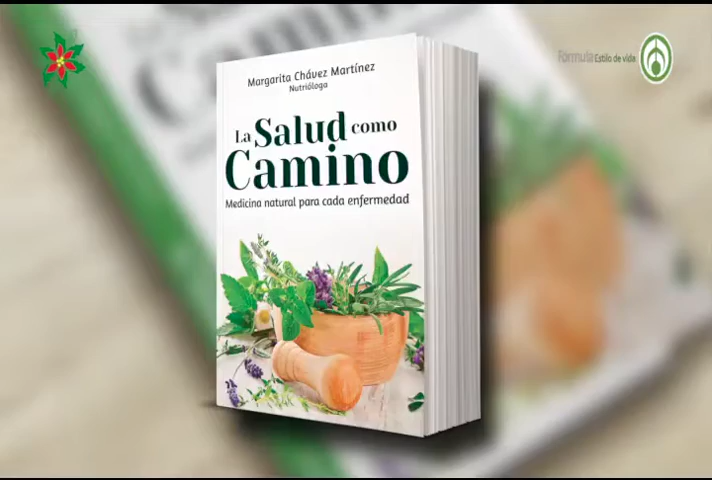 Margarita Chávez Martínez
Nutrióloga
La Salud como
Camino
Medicina natural para cada enfermedad
Fórmula Estilo de vida